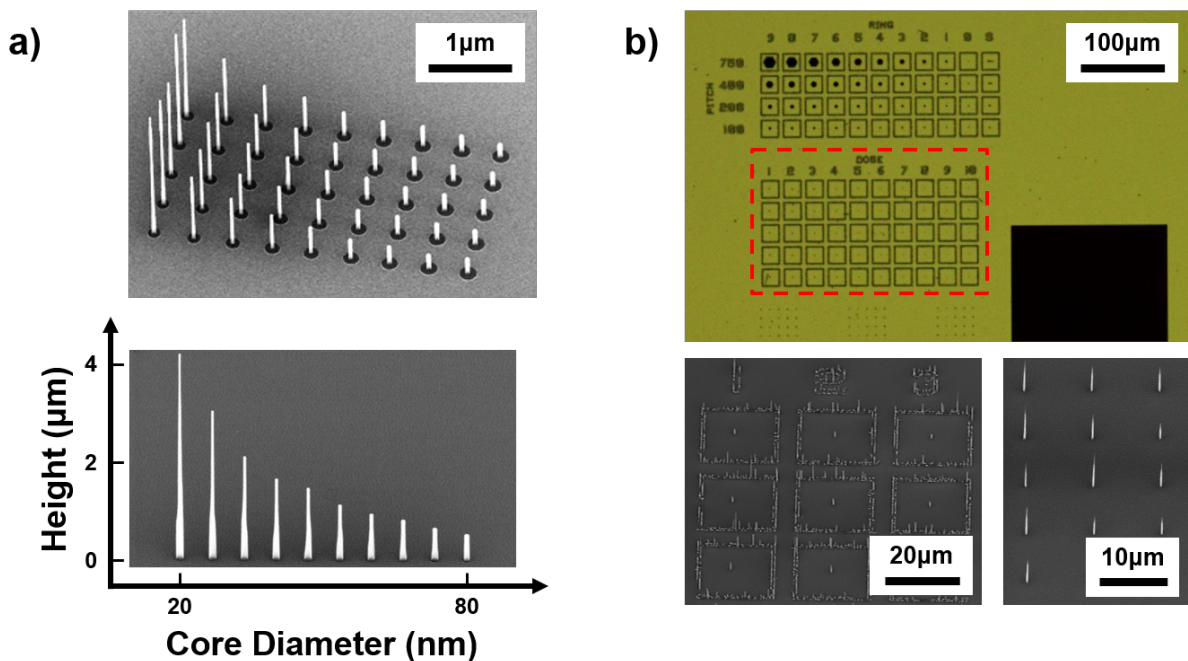 a)
1µm
Height (µm)
4
2
0
20
80
Core Diameter (nm)
b)
RING
9 8 7 6 5 4 3 2 1 0 S
PITCH
750
400
200
100
100µm
DOSE
1 2 3 4 5 6 7 8 9 10
20µm
10µm